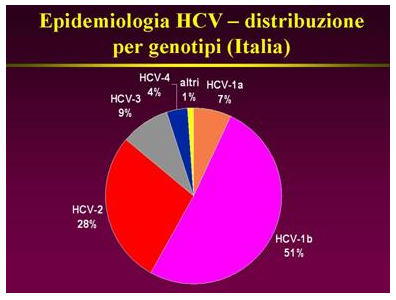 Epidemiologia HCV – distribuzione
per genotipi (Italia)
HCV-4
4%
altri
1%
HCV-1a
7%
HCV-3
9%
HCV-2
28%
HCV-1b
51%